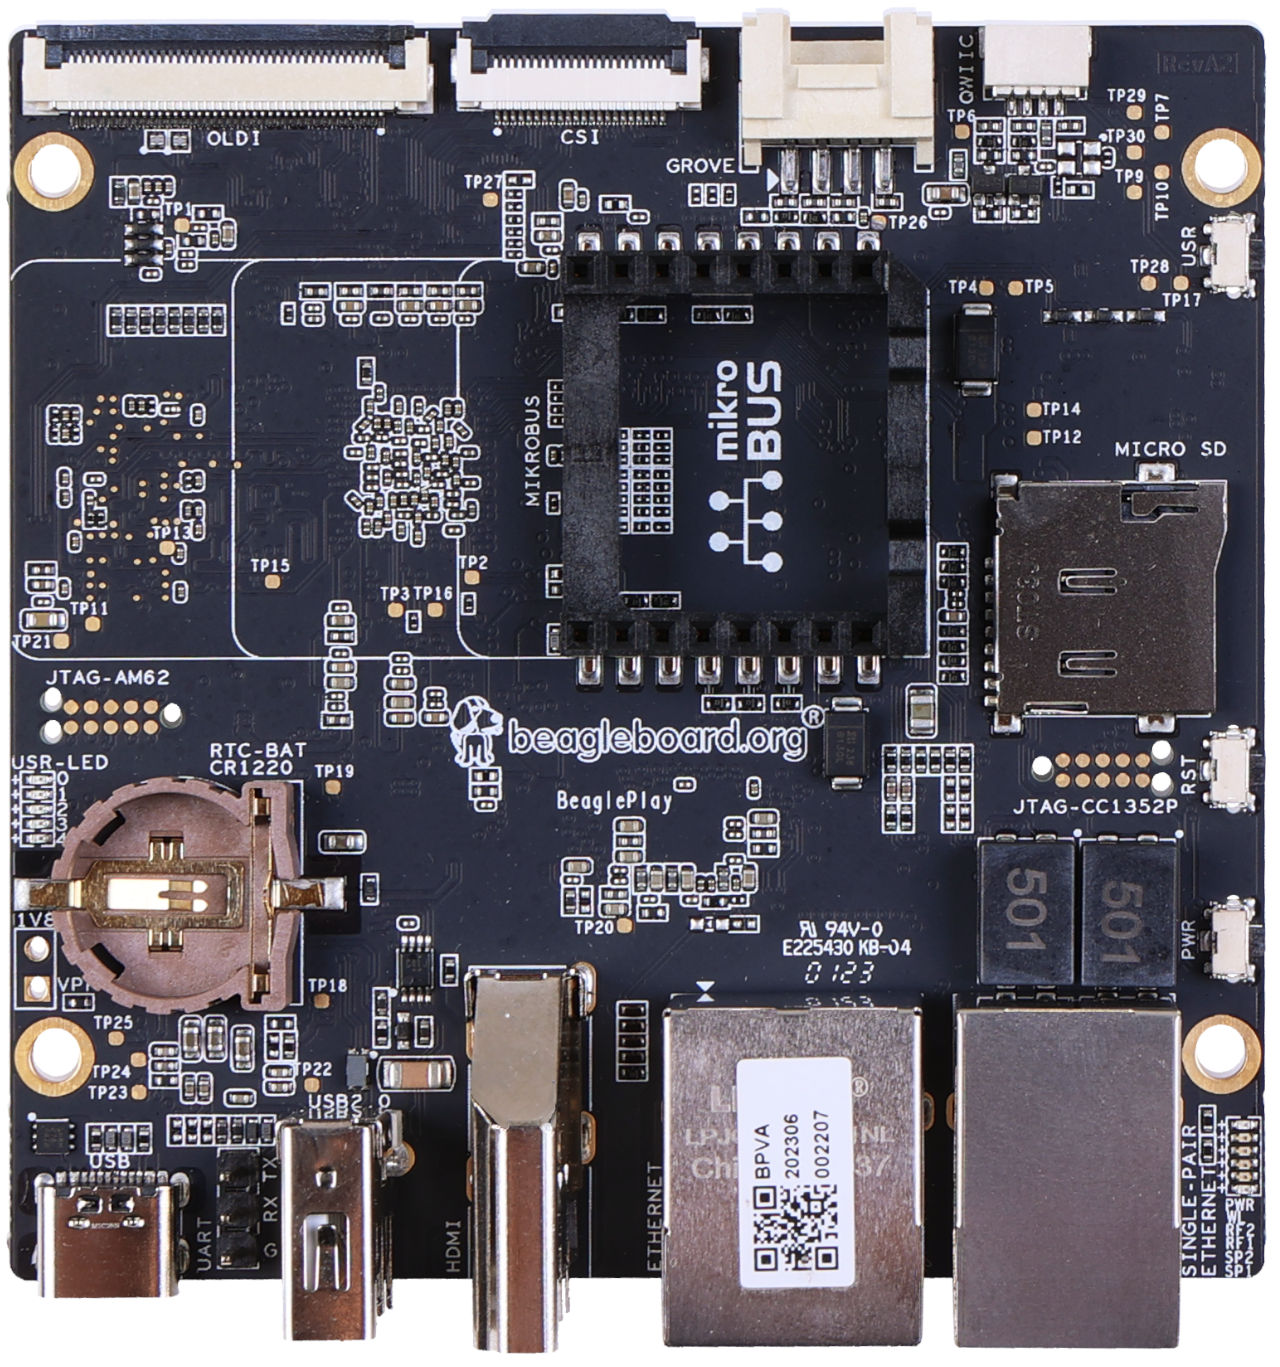 RevA2
OLDI
CSI
GROVE
QWIIC
TP6
TP29
TP7
TP30
TP9
TP10
TP27
TP1
TP26
USR
TP28
TP17
TP4
TP5
TP14
TP12
MICRO SD
mikro
BUS
MIKROBUS
TP13
TP15
TP2
TP3
TP16
TP11
TP21
JTAG-AM62
USR-LED
0
1
2
3
4
RTC-BAT
CR1220
TP19
beagleboard.org®
BeaglePlay
JTAG-CC1352P
RST
501
501
PWR
TP20
94V-0
E225430 KB-04
0123
1V8
TP18
TP25
TP24
TP23
TP22
USB
USB2
UART
TX
RX
G
HDMI
ETHERNET
BPVA
202306
002207
SINGLE-PAIR
ETHERNET
PWR
SP2
SP1